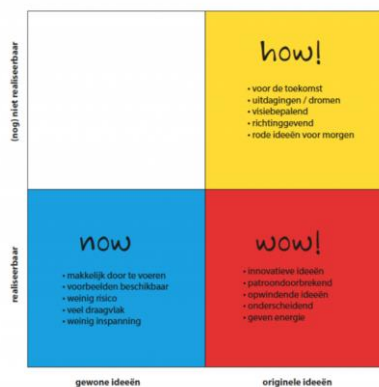 (nog) niet realiseerbaar
how!
• voor de toekomst
• uitdagingen / dromen
• visiebepalend
• richtinggevend
• rode ideeën voor morgen
realiseerbaar
now
• makkelijk door te voeren
• voorbeelden beschikbaar
• weinig risico
• veel draagvlak
• weinig inspanning
wow!
• innovatieve ideeën
• patroondoorbrekend
• opwindende ideeën
• onderscheidend
• geven energie
gewone ideeën
originele ideeën